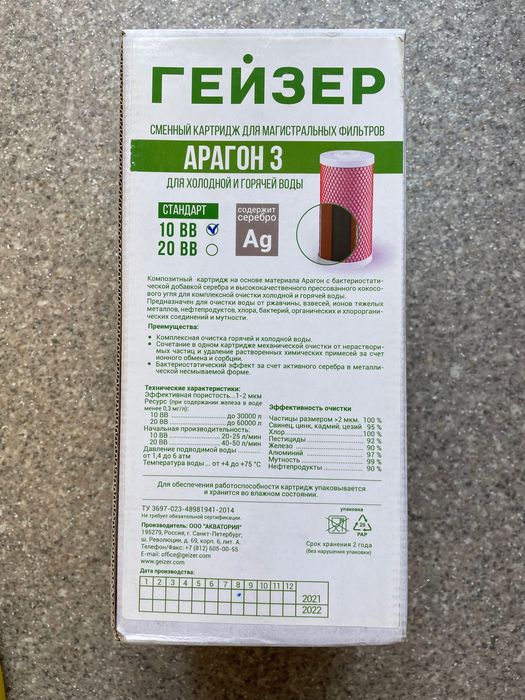 ГЕЙЗЕР
СМЕННЫЙ КАРТРИДЖ ДЛЯ МАГИСТРАЛЬНЫХ ФИЛЬТРОВ
АРАГОН 3
ДЛЯ ХОЛОДНОЙ И ГОРЯЧЕЙ ВОДЫ
СТАНДАРТ
10 ВВ
20 ВВ
содержит
серебро
Ag
Композитный картридж на основе материала Арагон с бактериостати-
ческой добавкой серебра и высококачественного прессованного кокосо-
вого угля для комплексной очистки холодной и горячей воды.
Предназначен для очистки воды от ржавчины, взвесей, ионов тяжелых
металлов, нефтепродуктов, хлора, бактерий, органических и хлороргани-
ческих соединений и мутности.
Преимущества:
• Комплексная очистка горячей и холодной воды.
• Сочетание в одном картридже механической очистки от нераствори-
мых частиц и удаление растворенных химических примесей за счет
ионного обмена и сорбции.
• Бактериостатический эффект за счет активного серебра в металли-
ческой несмываемой форме.
Технические характеристики:
Эффективная пористость...1-2 мкм
Ресурс (при содержании железа в воде
менее 0,3 мг/л):
10 ВВ до 30000 л
20 ВВ до 60000 л
Начальная производительность:
10 ВВ 20-25 л/мин
20 ВВ 40-50 л/мин
Давление подводимой воды
от 1,4 до 6 атм
Температура воды ... от +4 до +75 °С
Эффективность очистки
Частицы размером >2 мкм. 100 %
Свинец, цинк, кадмий, цезий 95 %
Хлор 100 %
Пестициды 92 %
Железо 90 %
Алюминий 97 %
Мутность 99 %
Нефтепродукты 90 %
Для обеспечения работоспособности картридж упаковывается
и хранится во влажном состоянии.
ТУ 3697-023-48981941-2014
Не требует обязательной сертификации.
Производитель: ООО "АКВАТОРИЯ"
195279, Россия, г. Санкт-Петербург,
ш. Революции, д. 69, корп. 6, лит. А
Телефон/Факс: +7 (812) 605-00-55
E-mail: office@geizer.com
www.geizer.com
упаковка
20
PAP
Срок хранения 2 года
(без нарушения упаковки)
Дата производства:
1 2 3 4 5 6 7 8 9 10 11 12
2021
2022